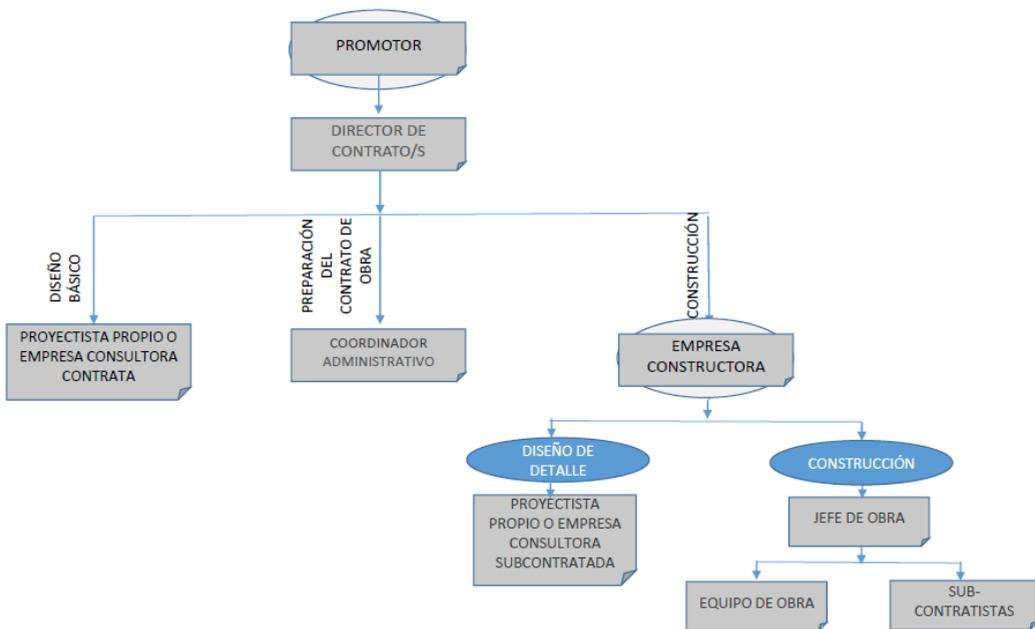 PROMOTOR
DIRECTOR DE
CONTRATO/S
DISEÑO
BÁSICO
PREPARACIÓN
DEL
CONTRATO DE
OBRA
CONSTRUCCIÓN
PROYECTISTA PROPIO O
EMPRESA CONSULTORA
CONTRATA
COORDINADOR
ADMINISTRATIVO
EMPRESA
CONSTRUCTORA
DISEÑO DE
DETALLE
CONSTRUCCIÓN
PROYECTISTA
PROPIO O EMPRESA
CONSULTORA
SUBCONTRATADA
JEFE DE OBRA
EQUIPO DE OBRA
SUB-
CONTRATISTAS